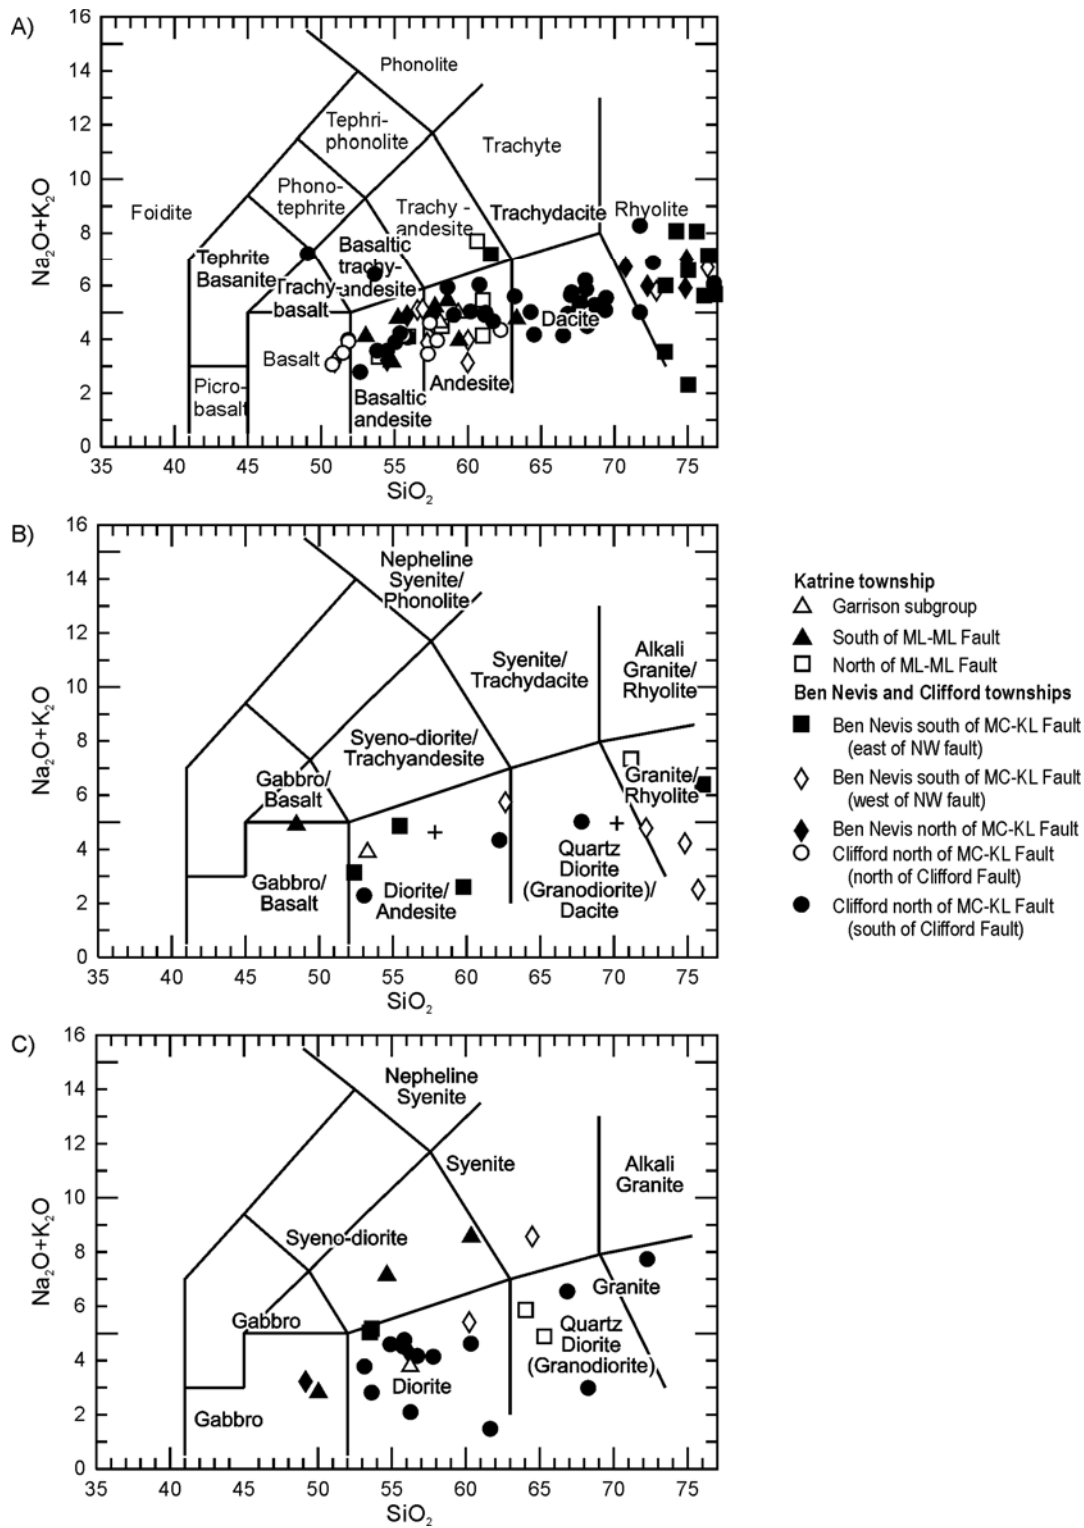 A)
16
14
12
10
8
6
4
2
0
Na2O+K2O
Phonolite
Tephri-
phonolite
Trachyte
Phono-
tephrite
Foidite
Trachy-
andesite
Trachydacite
Rhyolite
Tephrite
Basanite
Basaltic
trachy-
andesite
Trachy-
basalt
Dacite
Basalt
Andesite
Picro-
basalt
Basaltic
andesite
35 40 45 50 55 60 65 70 75
SiO2
B)
16
14
12
10
8
6
4
2
0
Na2O+K2O
Nepheline
Syenite/
Phonolite
Syenite/
Trachydacite
Alkali
Granite/
Rhyolite
Syeno-diorite/
Trachyandesite
Gabbro/
Basalt
Granite/
Rhyolite
Gabbro/
Basalt
Diorite/
Andesite
Quartz
Diorite
(Granodiorite)/
Dacite
35 40 45 50 55 60 65 70 75
SiO2
Katrine township
Garrison subgroup
South of ML-ML Fault
North of ML-ML Fault
Ben Nevis and Clifford townships
Ben Nevis south of MC-KL Fault
(east of NW fault)
Ben Nevis south of MC-KL Fault
(west of NW fault)
Ben Nevis north of MC-KL Fault
Clifford north of MC-KL Fault
(north of Clifford Fault)
Clifford north of MC-KL Fault
(south of Clifford Fault)
C)
16
14
12
10
8
6
4
2
0
Na2O+K2O
Nepheline
Syenite
Syenite
Alkali
Granite
Syeno-diorite
Granite
Gabbro
Quartz
Diorite
(Granodiorite)
Diorite
Gabbro
35 40 45 50 55 60 65 70 75
SiO2